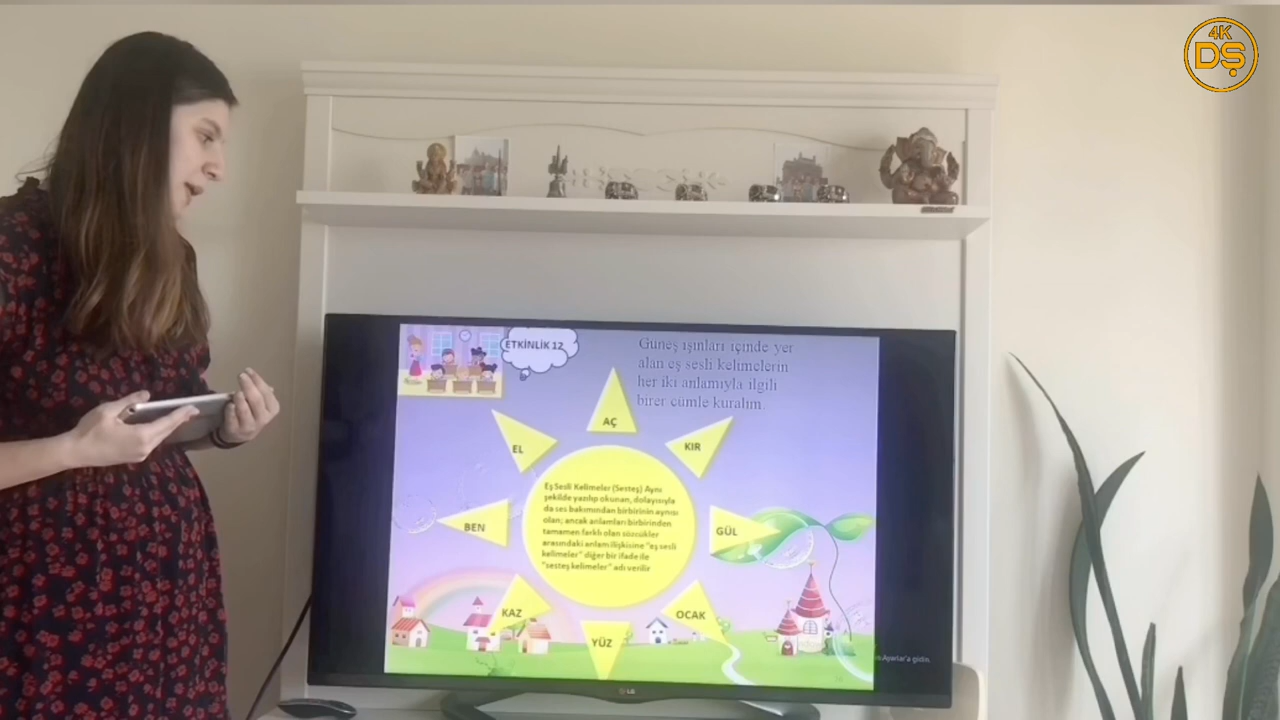 4K
DŞ
ETKİNLİK 12
Güneş ışınları içinde yer
alan eş sesli kelimelerin
her iki anlamıyla ilgili
birer cümle kuralım.
AÇ
EL
KIR
BEN
Eş Sesli Kelimeler (Sesteş) Aynı
şekilde yazılıp okunan, dolayısıyla
da ses bakımından birbirinin aynısı
olan; ancak anlamları birbirinden
tamamen farklı olan sözcükler
arasındaki anlam ilişkisine "eş sesli
kelimeler" diğer bir ifade ile
"sesteş kelimeler" adı verilir
GÜL
KAZ
OCAK
YÜZ
Ayarlar'a gidin.
LG